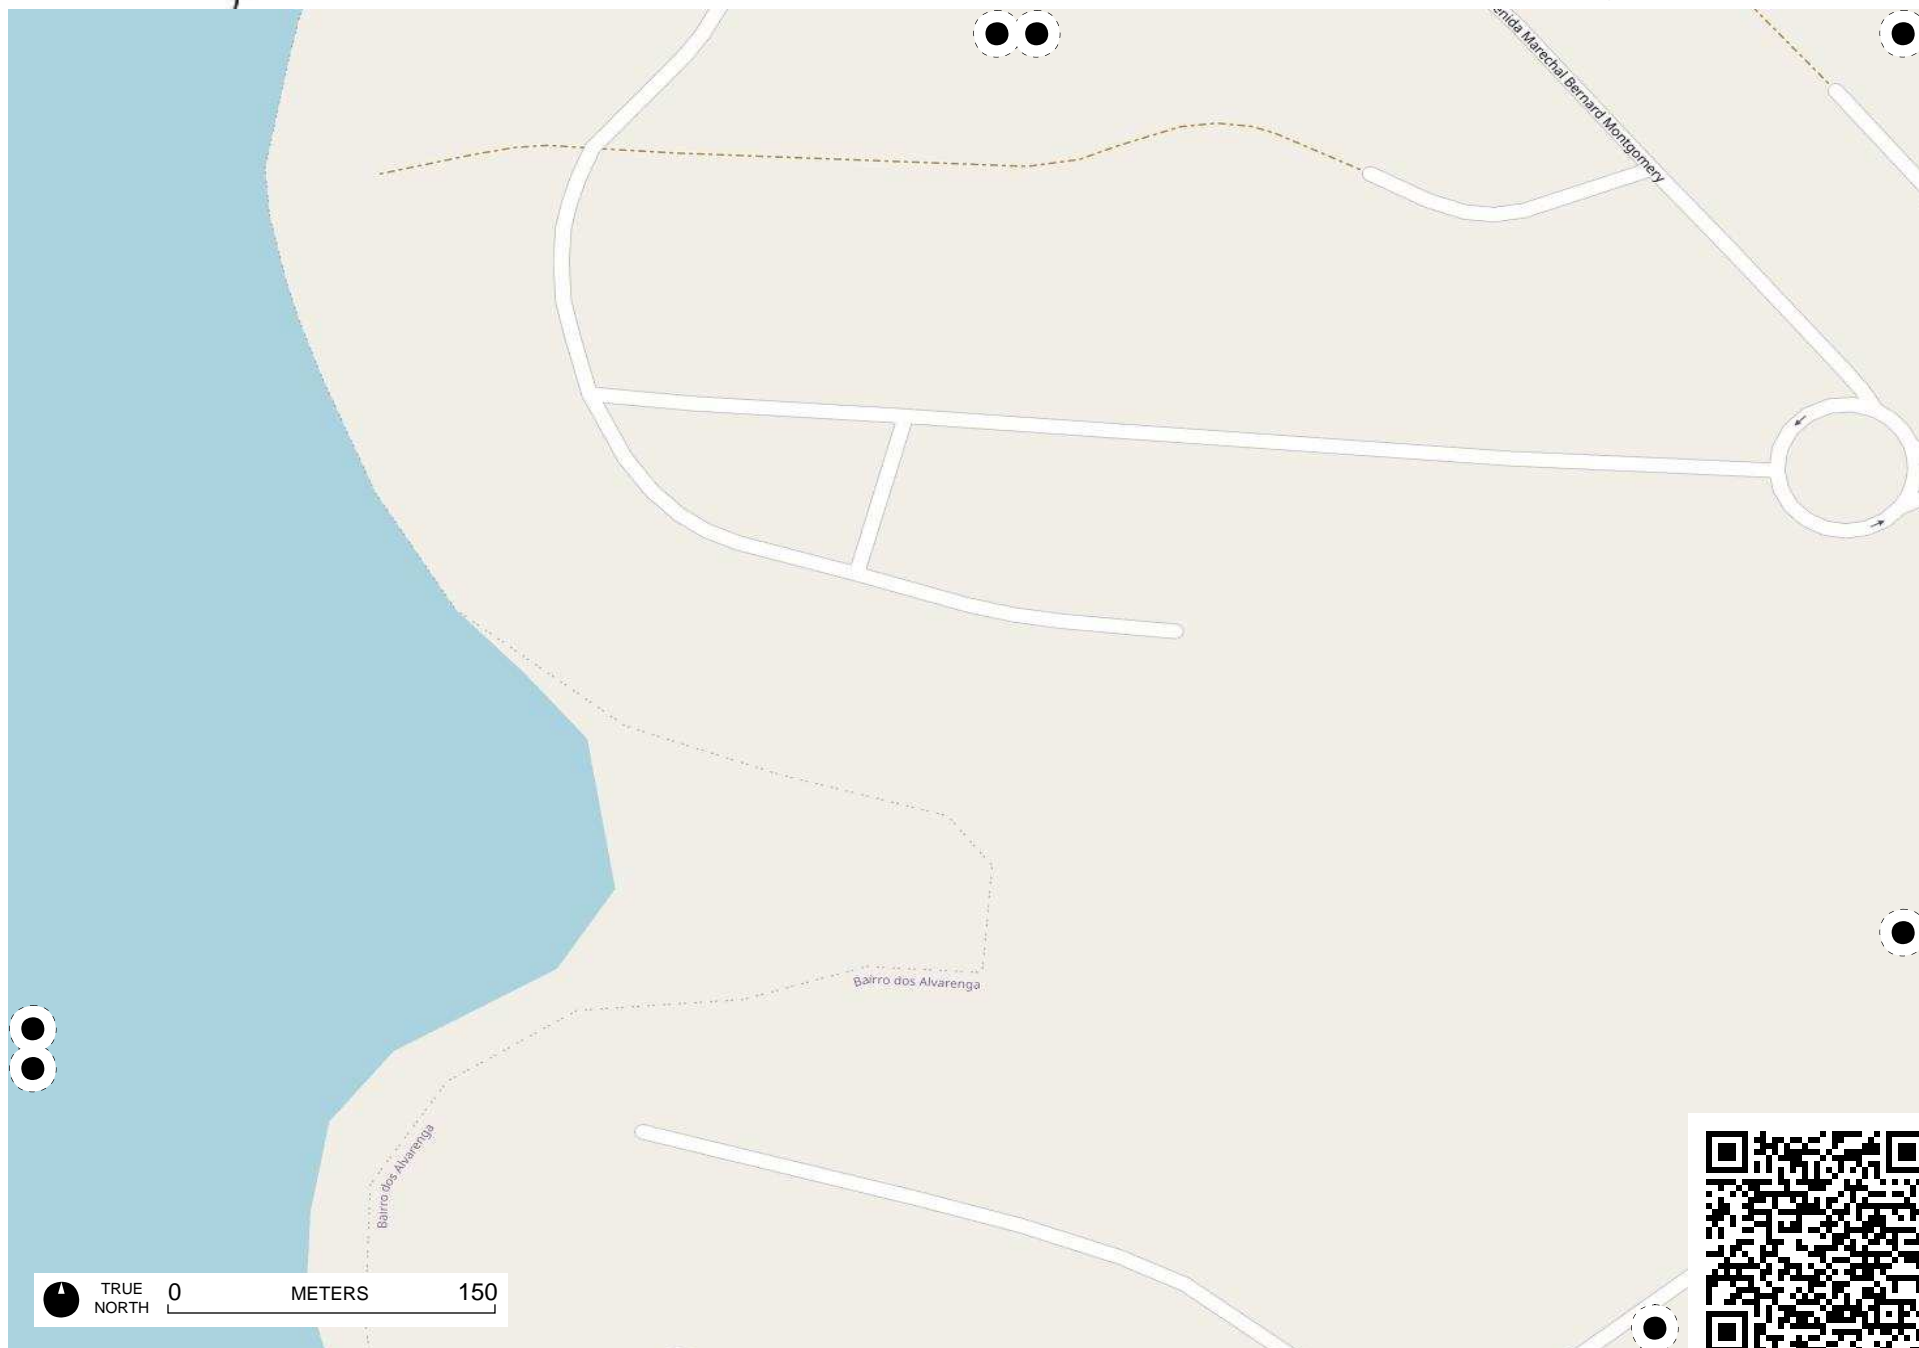 enida Marechal Bernard Montgomery
Bairro dos Alvarenga
Bairro dos Alvarenga
TRUE
NORTH
0 METERS 150